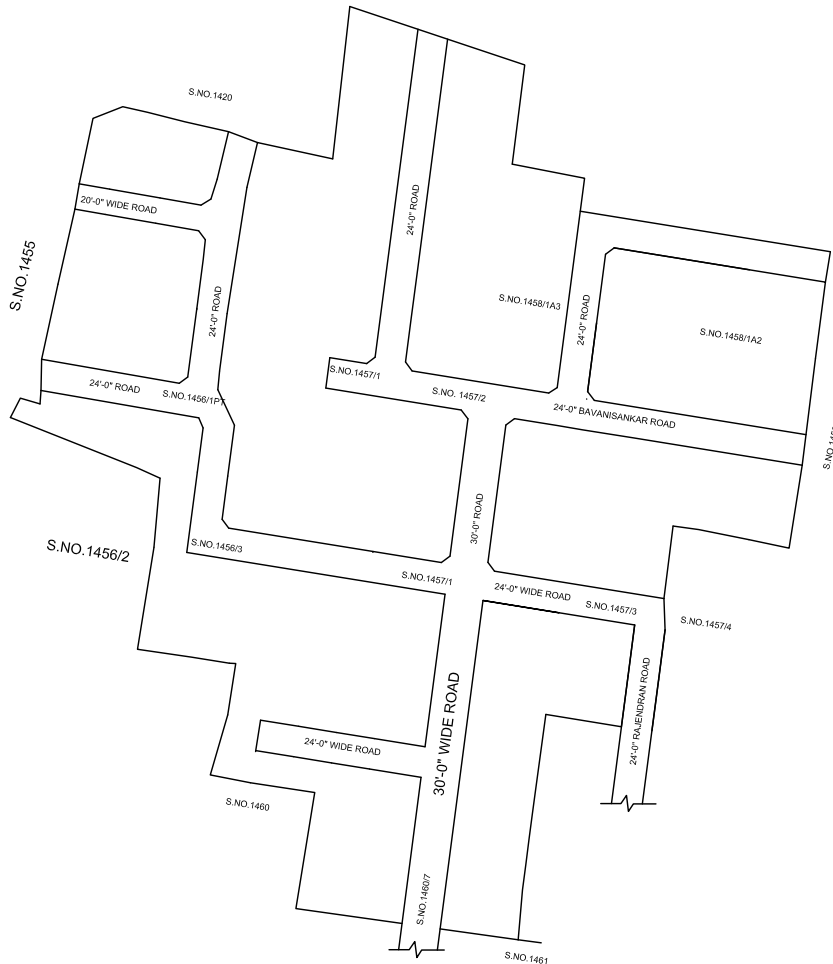 S.NO.1420
20'-0" WIDE ROAD
24'-0" ROAD
S.NO.1455
S.NO.1458/1A3
24'-0" ROAD
24'-0" ROAD
S.NO.1458/1A2
S.NO.1457/1
24'-0" ROAD
S.NO.1456/1PT
S.NO. 1457/2
24'-0" BAVANISANKAR ROAD
30'-0" ROAD
S.NO.1456/2
S.NO.1456/3
S.NO.1457/1
24'-0" WIDE ROAD
S.NO.1457/3
S.NO.1457/4
24'-0" RAJENDRAN ROAD
30'-0" WIDE ROAD
24'-0" WIDE ROAD
S.NO.1460
S.NO.1460/7
S.NO.1461